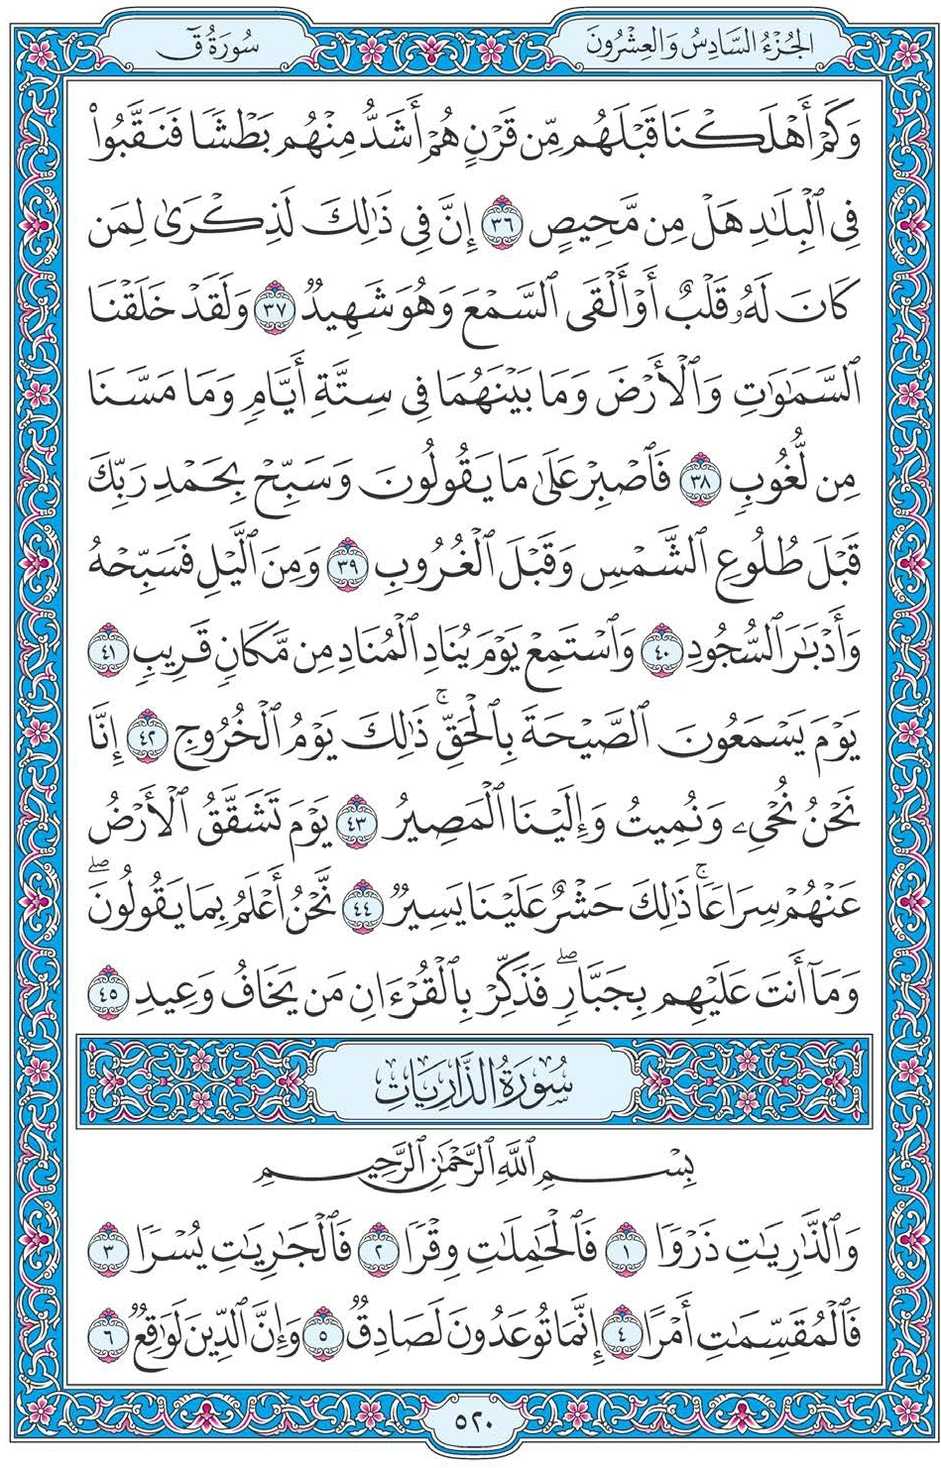 الجُزْءُ السَّادِسُ وَالعِشْرُونَ
سُورَةُ قٓ
وَكَمْ أَهْلَكْنَا قَبْلَهُم مِّن قَرْنٍ هُمْ أَشَدُّ مِنْهُم بَطْشًا فَنَقَّبُوا۟
فِى ٱلْبِلَٰدِ هَلْ مِن مَّحِيصٍ ٣٦ إِنَّ فِى ذَٰلِكَ لَذِكْرَىٰ لِمَن
كَانَ لَهُۥ قَلْبٌ أَوْ أَلْقَى ٱلسَّمْعَ وَهُوَ شَهِيدٌ ٣٧ وَلَقَدْ خَلَقْنَا
ٱلسَّمَٰوَٰتِ وَٱلْأَرْضَ وَمَا بَيْنَهُمَا فِى سِتَّةِ أَيَّامٍ وَمَا مَسَّنَا
مِن لُّغُوبٍ ٣٨ فَٱصْبِرْ عَلَىٰ مَا يَقُولُونَ وَسَبِّحْ بِحَمْدِ رَبِّكَ
قَبْلَ طُلُوعِ ٱلشَّمْسِ وَقَبْلَ ٱلْغُرُوبِ ٣٩ وَمِنَ ٱلَّيْلِ فَسَبِّحْهُ
وَأَدْبَٰرَ ٱلسُّجُودِ ٤٠ وَٱسْتَمِعْ يَوْمَ يُنَادِ ٱلْمُنَادِ مِن مَّكَانٍ قَرِيبٍ ٤١
يَوْمَ يَسْمَعُونَ ٱلصَّيْحَةَ بِٱلْحَقِّ ۚ ذَٰلِكَ يَوْمُ ٱلْخُرُوجِ ٤٢ إِنَّا
نَحْنُ نُحْىِۦ وَنُمِيتُ وَإِلَيْنَا ٱلْمَصِيرُ ٤٣ يَوْمَ تَشَقَّقُ ٱلْأَرْضُ
عَنْهُمْ سِرَاعًا ۚ ذَٰلِكَ حَشْرٌ عَلَيْنَا يَسِيرٌ ٤٤ نَّحْنُ أَعْلَمُ بِمَا يَقُولُونَ ۖ
وَمَآ أَنتَ عَلَيْهِم بِجَبَّارٍ ۖ فَذَكِّرْ بِٱلْقُرْءَانِ مَن يَخَافُ وَعِيدِ ٤٥
سُورَةُ الذَّارِيَاتِ
بِسْمِ ٱللَّهِ ٱلرَّحْمَٰنِ ٱلرَّحِيمِ
وَٱلذَّٰرِيَٰتِ ذَرْوًا ١ فَٱلْحَٰمِلَٰتِ وِقْرًا ٢ فَٱلْجَٰرِيَٰتِ يُسْرًا ٣
فَٱلْمُقَسِّمَٰتِ أَمْرًا ٤ إِنَّمَا تُوعَدُونَ لَصَادِقٌ ٥ وَإِنَّ ٱلدِّينَ لَوَٰقِعٌ ٦
٥٢٠